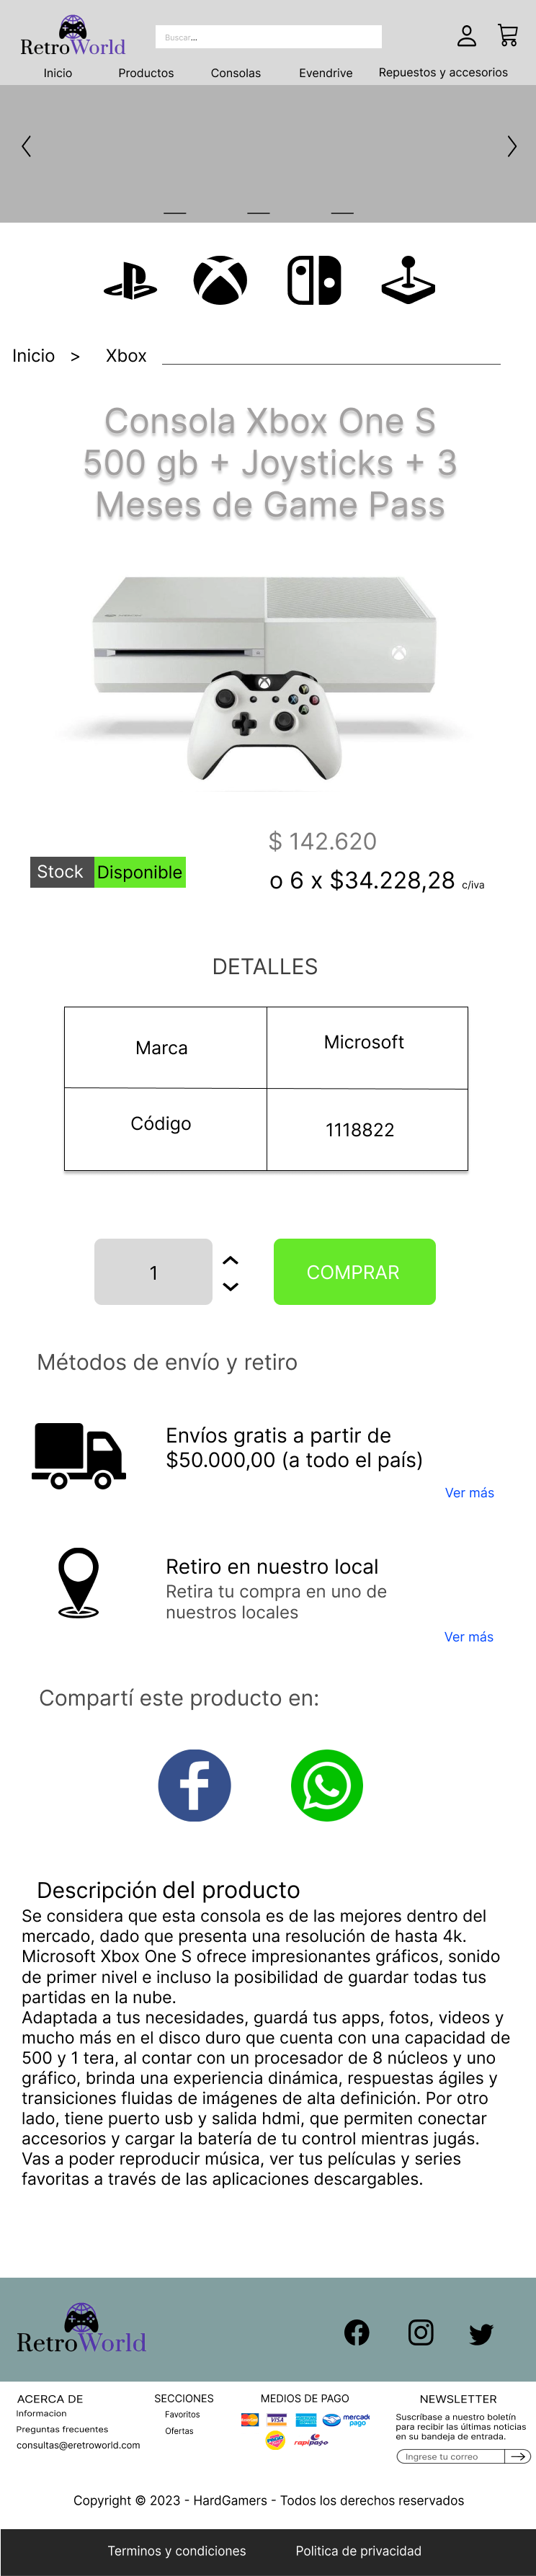 RetroWorld
Buscar...
Inicio Productos Consolas Evendrive Repuestos y accesorios
Inicio > Xbox
Consola Xbox One S
500 gb + Joysticks + 3
Meses de Game Pass
$ 142.620
Stock Disponible
o 6 x $34.228,28 c/iva
DETALLES
Marca Microsoft
Código 1118822
1 COMPRAR
Métodos de envío y retiro
Envíos gratis a partir de
$50.000,00 (a todo el país)
Ver más
Retiro en nuestro local
Retira tu compra en uno de
nuestros locales
Ver más
Compartí este producto en:
Descripción del producto
Se considera que esta consola es de las mejores dentro del
mercado, dado que presenta una resolución de hasta 4k.
Microsoft Xbox One S ofrece impresionantes gráficos, sonido
de primer nivel e incluso la posibilidad de guardar todas tus
partidas en la nube.
Adaptada a tus necesidades, guardá tus apps, fotos, videos y
mucho más en el disco duro que cuenta con una capacidad de
500 y 1 tera, al contar con un procesador de 8 núcleos y uno
gráfico, brinda una experiencia dinámica, respuestas ágiles y
transiciones fluidas de imágenes de alta definición. Por otro
lado, tiene puerto usb y salida hdmi, que permiten conectar
accesorios y cargar la batería de tu control mientras jugás.
Vas a poder reproducir música, ver tus películas y series
favoritas a través de las aplicaciones descargables.
RetroWorld
ACERCA DE
Informacion
Preguntas frecuentes
consultas@eretroworld.com
SECCIONES
Favoritos
Ofertas
MEDIOS DE PAGO
VISA
mercado
pago
rapipago
NEWSLETTER
Suscríbase a nuestro boletín
para recibir las últimas noticias
en su bandeja de entrada.
Ingrese tu correo
Copyright © 2023 - HardGamers - Todos los derechos reservados
Terminos y condiciones Politica de privacidad